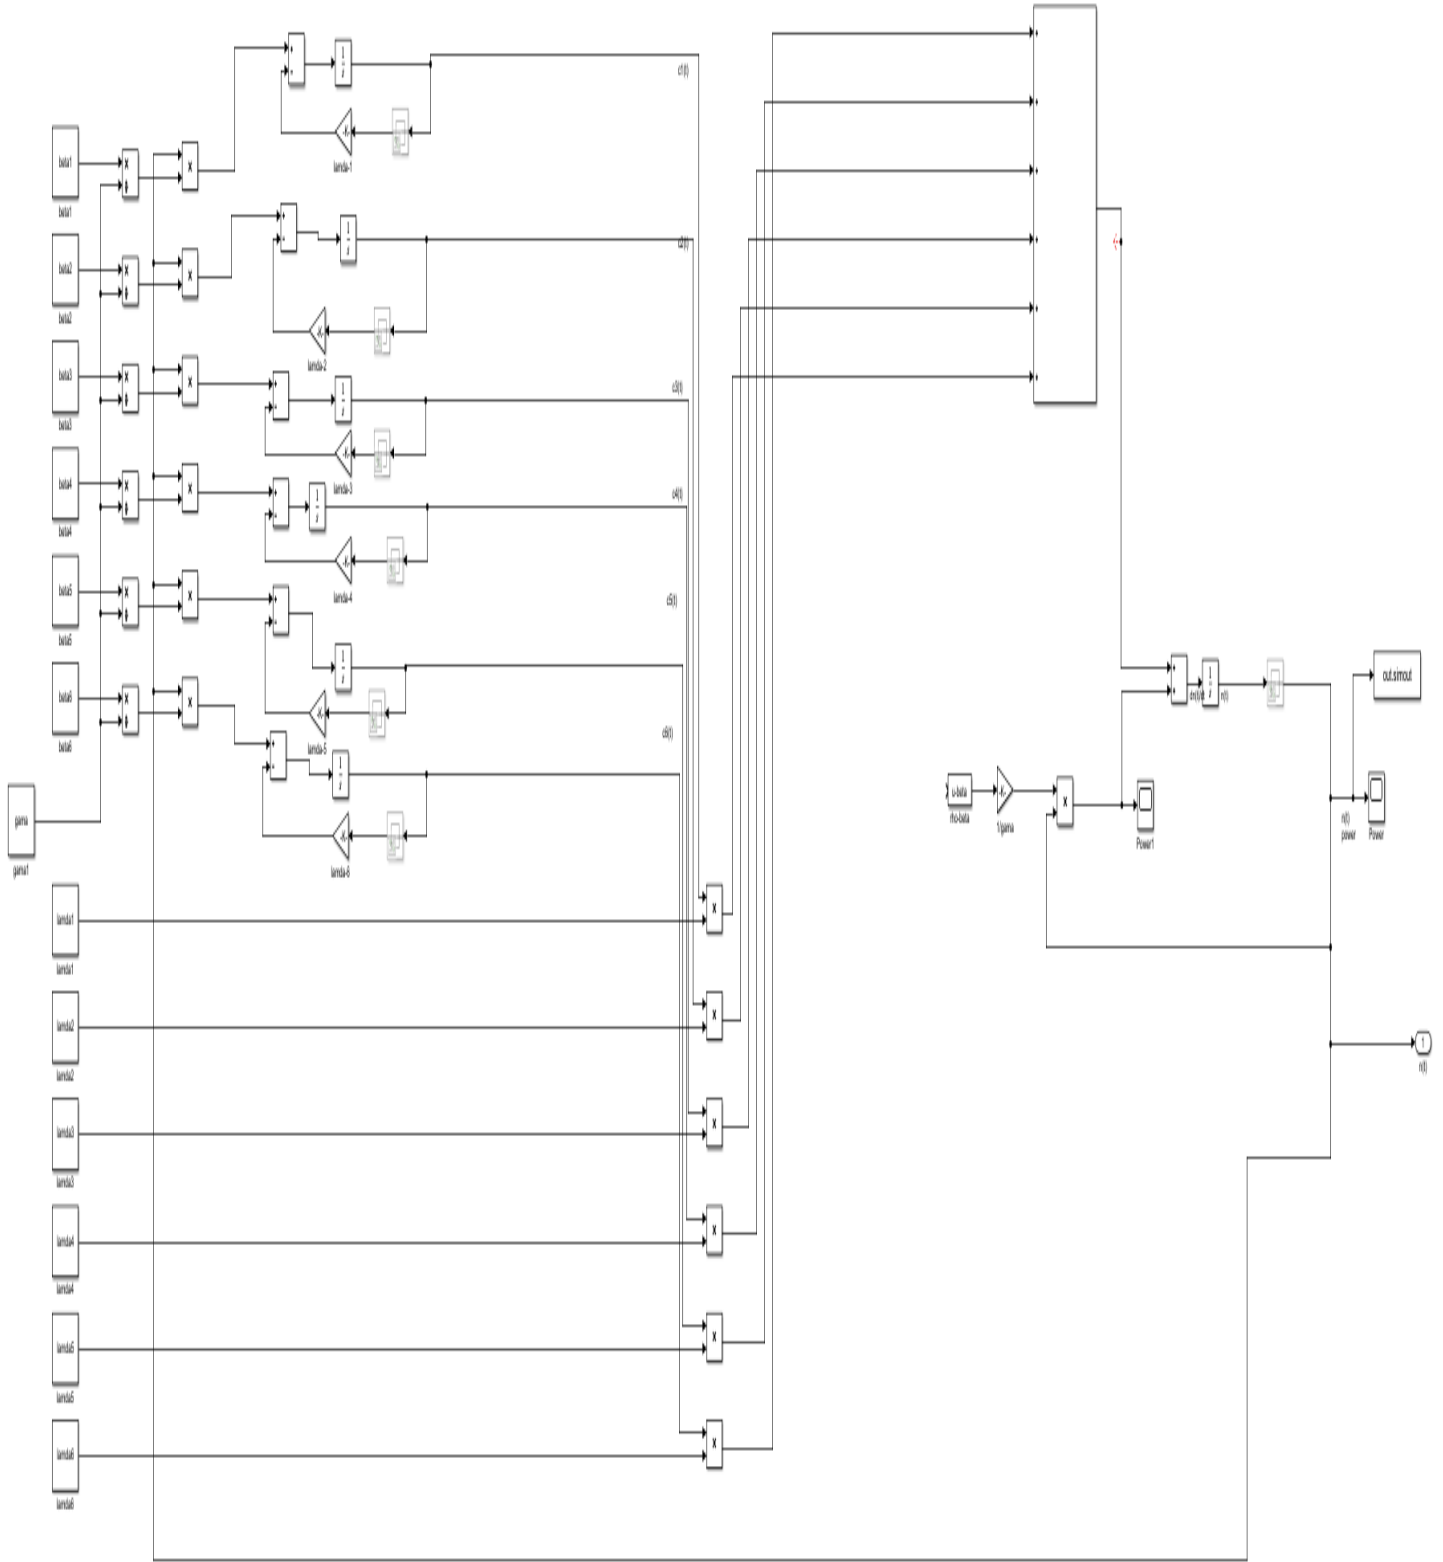 c1(t)
lamda-1
beta1
beta1
c2(t)
beta2
beta2
lamda-2
beta3
beta3
c3(t)
lamda-3
beta4
beta4
c4(t)
lamda-4
beta5
beta5
c5(t)
lamda-5
beta6
beta6
c6(t)
lamda-6
gama
gama1
out.simout
n(t)
u-beta
rho-beta
-K-
1/gama
Power1
n(t)
power
Power
lamda1
lamda1
lamda2
lamda2
1
n(t)
lamda3
lamda3
lamda4
lamda4
lamda5
lamda5
lamda6
lamda6